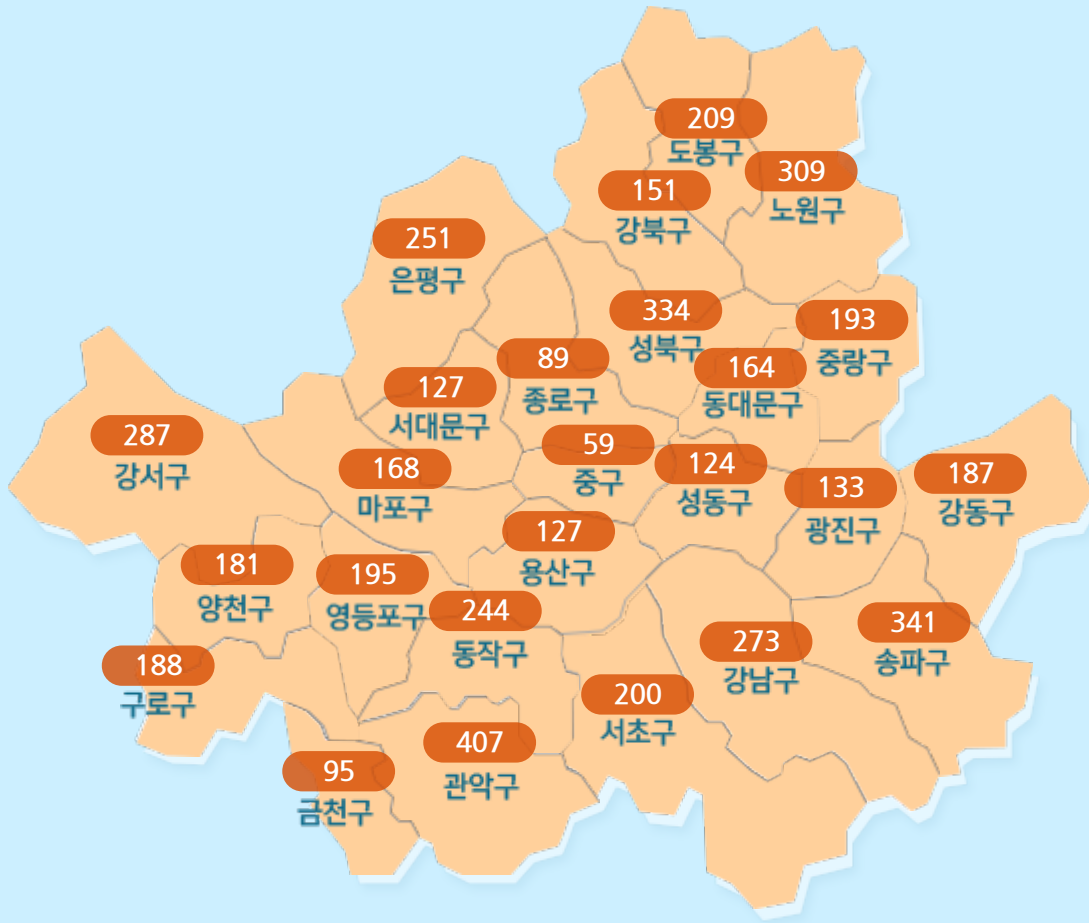 209
도봉구
309
노원구
151
강북구
251
은평구
334
성북구
193
중랑구
89
종로구
164
동대문구
127
서대문구
287
강서구
59
중구
168
마포구
124
성동구
133
광진구
187
강동구
127
용산구
181
양천구
195
영등포구
244
동작구
341
송파구
273
강남구
188
구로구
200
서초구
407
관악구
95
금천구